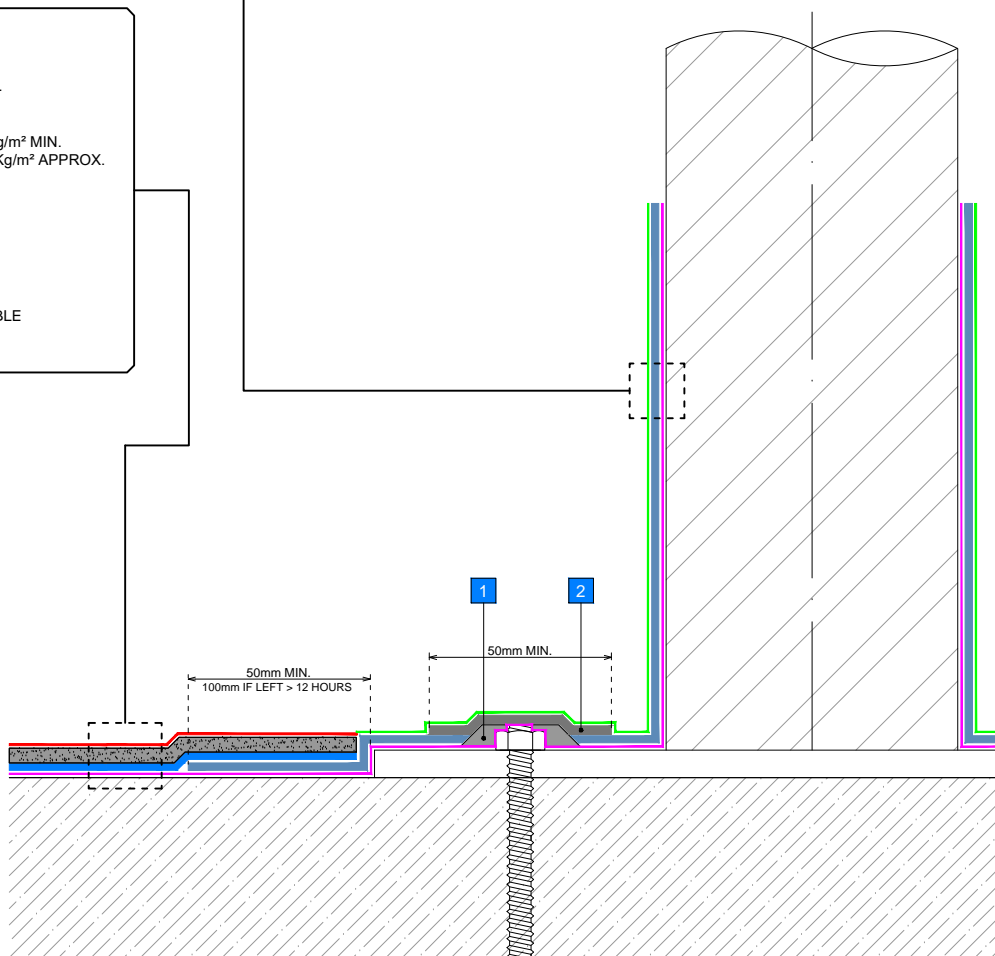 g/m² MIN.
Kg/m² APPROX.
BLE
1
2
50mm MIN.
50mm MIN.
100mm IF LEFT > 12 HOURS